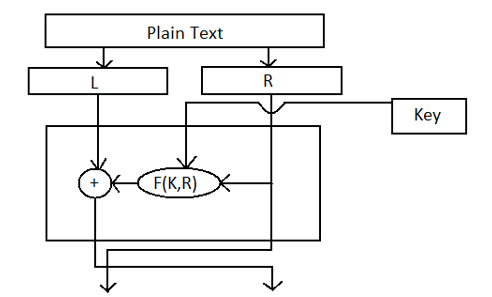 Plain Text
L
R
Key
+
F(K,R)